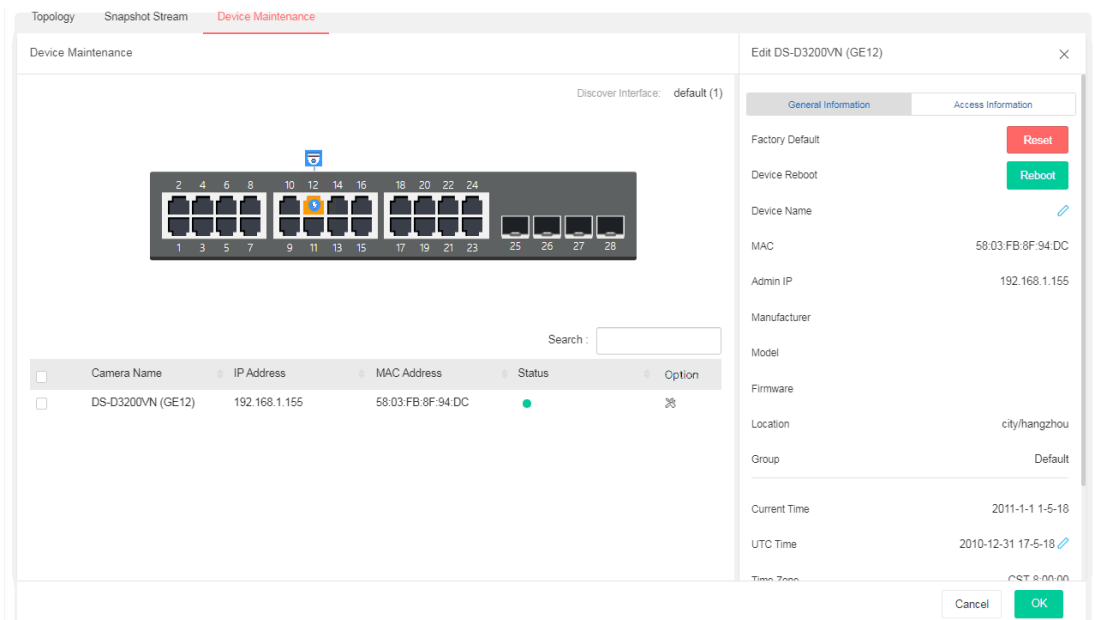 Topology Snapshot Stream Device Maintenance
Device Maintenance
Discover Interface: default (1)
2 4 6 8 10 12 14 16 18 20 22 24
1 3 5 7 9 11 13 15 17 19 21 23 25 26 27 28
Search :
Camera Name IP Address MAC Address Status Option
DS-D3200VN (GE12) 192.168.1.155 58:03:FB:8F:94:DC
Edit DS-D3200VN (GE12)
General Information Access Information
Factory Default Reset
Device Reboot Reboot
Device Name
MAC 58:03:FB:8F:94:DC
Admin IP 192.168.1.155
Manufacturer
Model
Firmware
Location city/hangzhou
Group Default
Current Time 2011-1-1 1-5-18
UTC Time 2010-12-31 17-5-18
Time Zone CST 8:00:00
Cancel OK